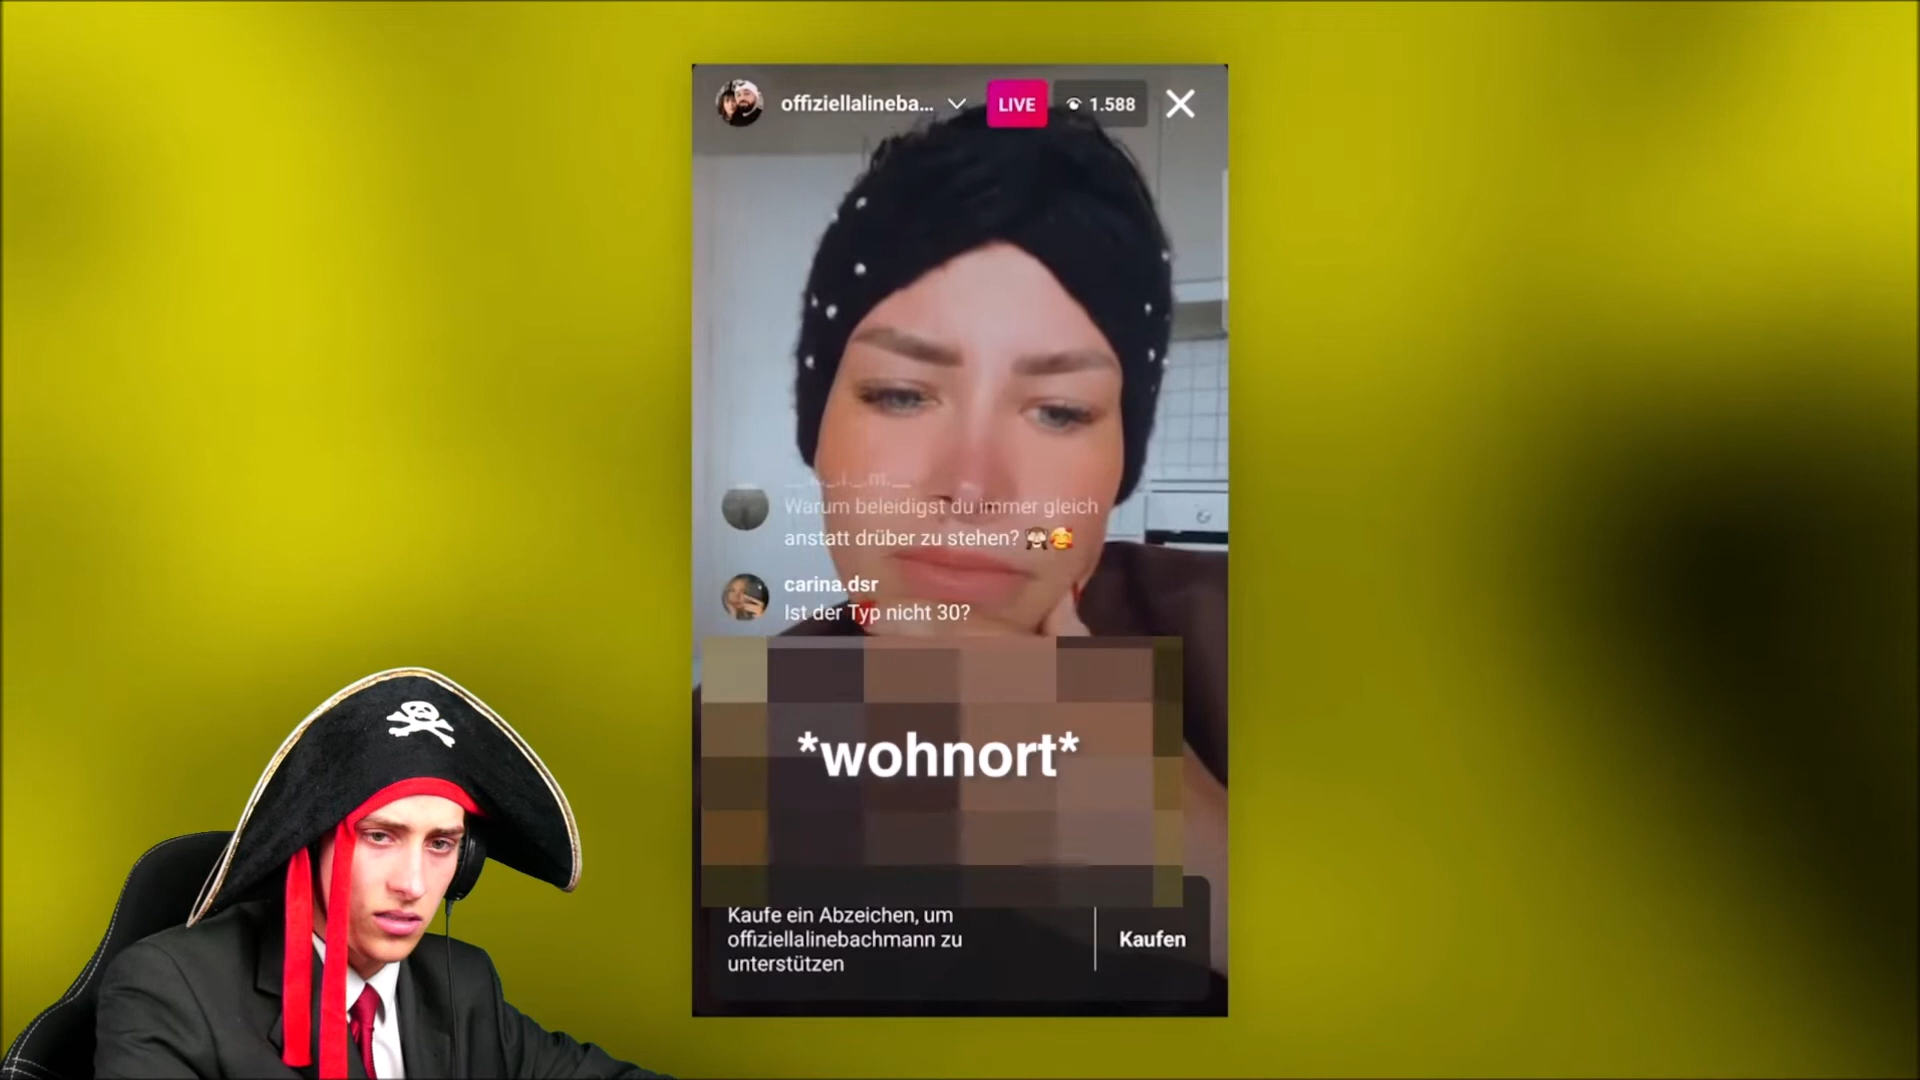 offiziellalineba...
LIVE
1.588
Warum beleidigst du immer gleich
anstatt drüber zu stehen? 🙈🥰
carina.dsr
Ist der Typ nicht 30?
*wohnort*
Kaufe ein Abzeichen, um
offiziellalinebachmann zu
unterstützen
Kaufen